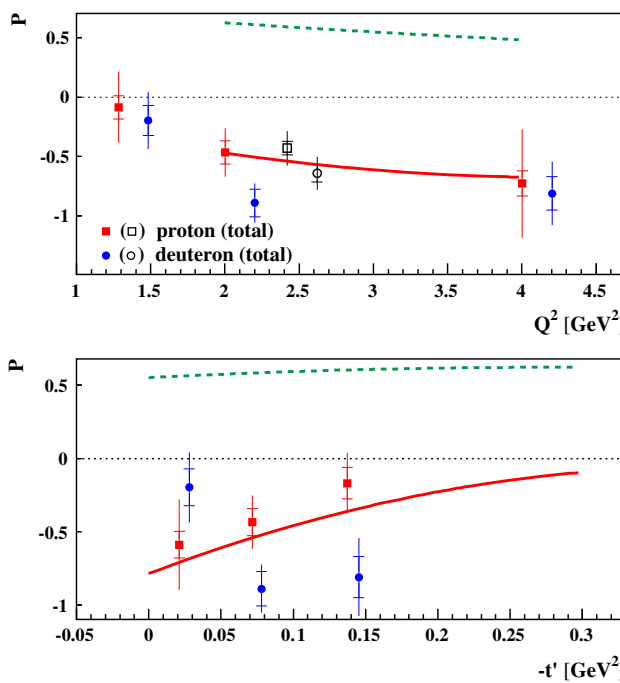 P
0.5
0
-0.5
-1
(□) proton (total)
(○) deuteron (total)
1 1.5 2 2.5 3 3.5 4 4.5
Q² [GeV²
P
0.5
0
-0.5
-1
-0.05 0 0.05 0.1 0.15 0.2 0.25 0.3
-t' [GeV²